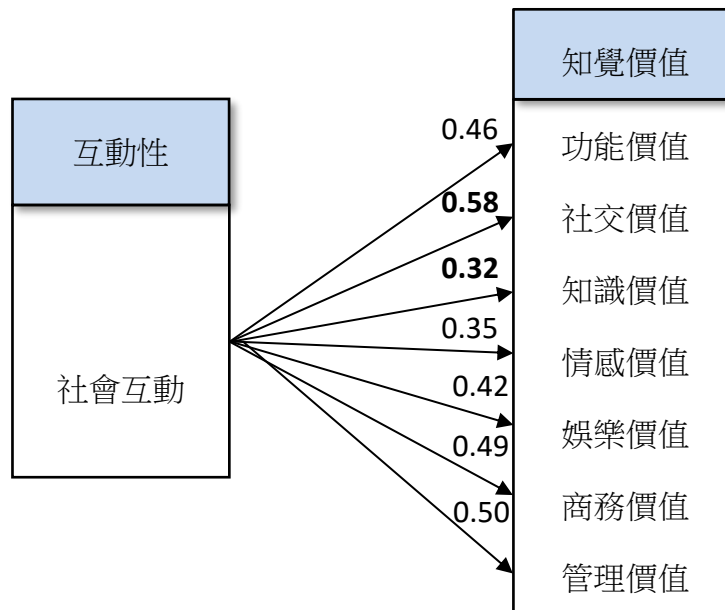 知覺價值
互動性
社會互動
0.46
0.58
0.32
0.35
0.42
0.49
0.50
功能價值
社交價值
知識價值
情感價值
娛樂價值
商務價值
管理價值